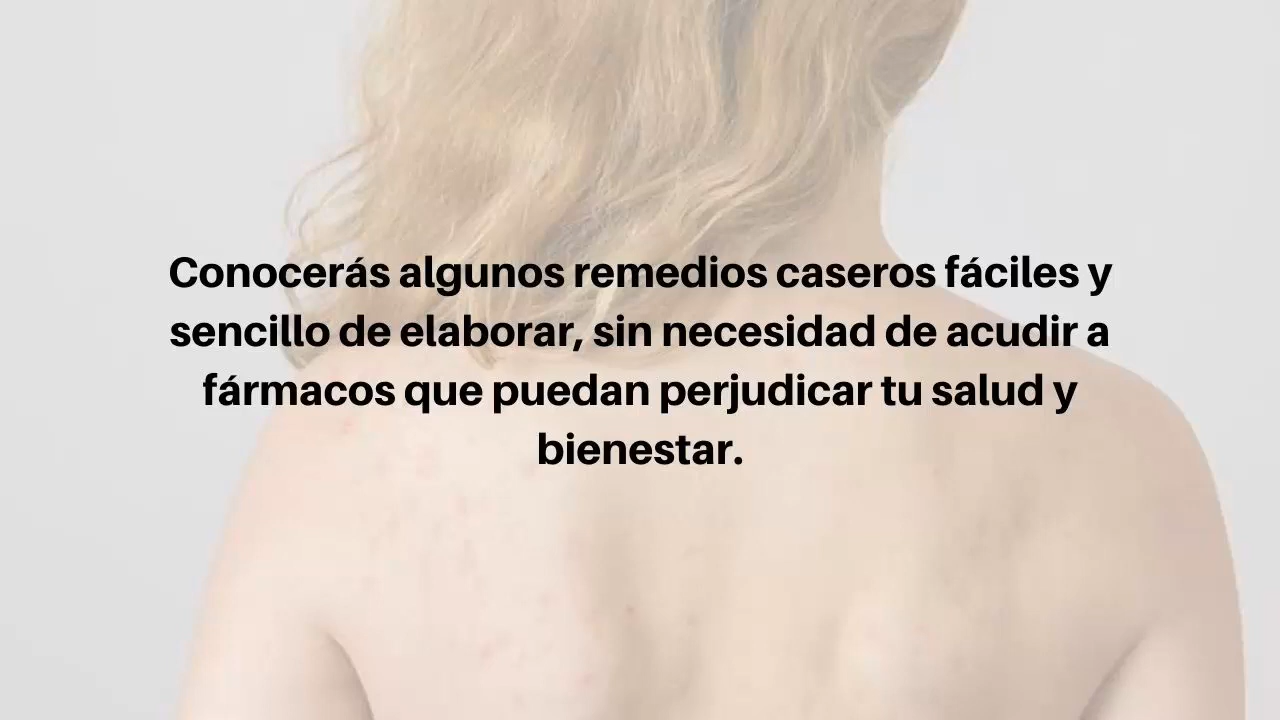 Conocerás algunos remedios caseros fáciles y
sencillo de elaborar, sin necesidad de acudir a
fármacos que puedan perjudicar tu salud y
bienestar.